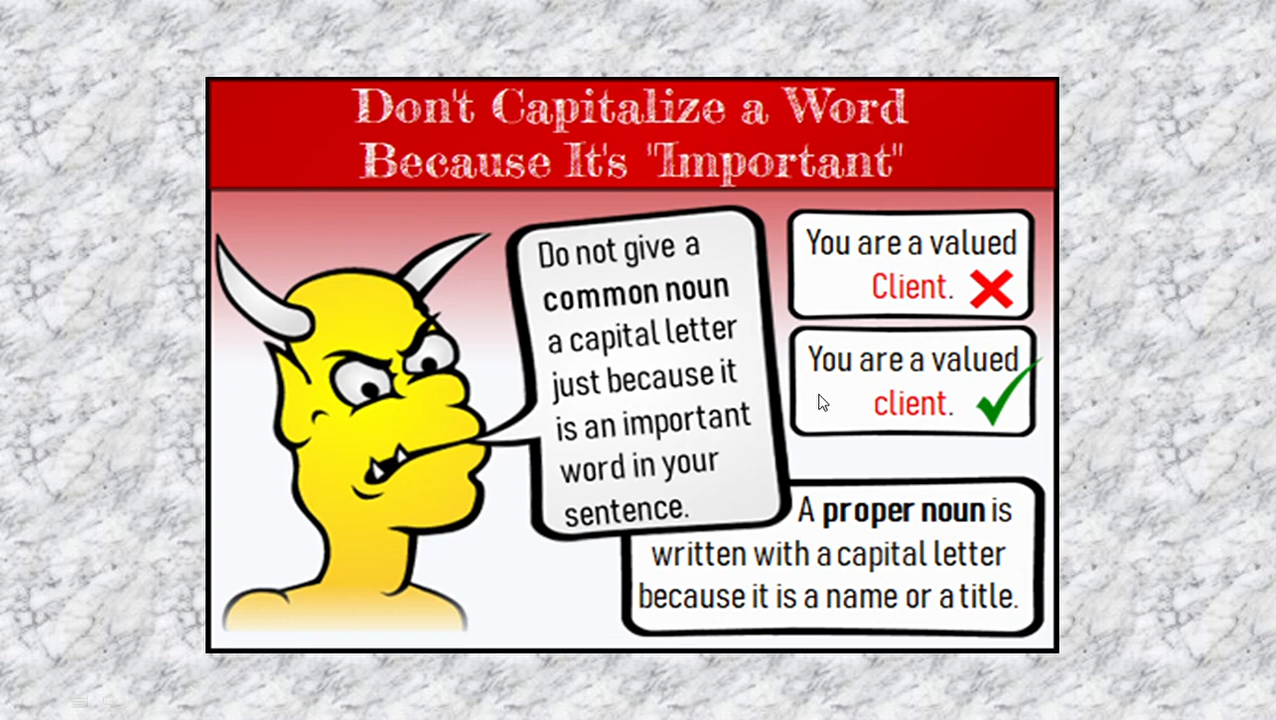 Don't Capitalize a Word
Because It's "Important"
Do not give a
common noun
a capital letter
just because it
is an important
word in your
sentence.
You are a valued
Client.
You are a valued
client.
A proper noun is
written with a capital letter
because it is a name or a title.